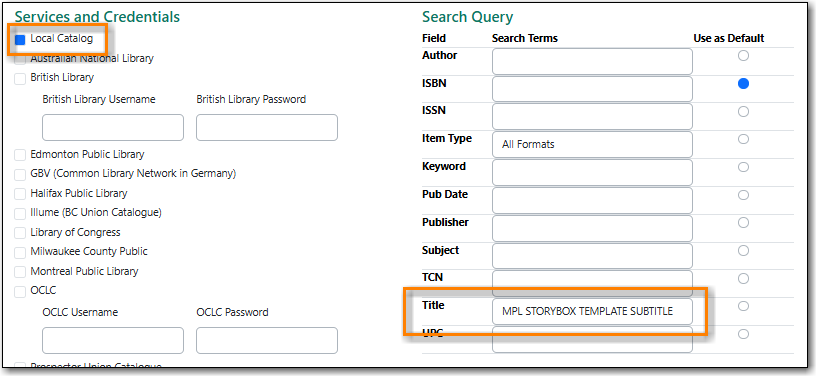 Services and Credentials
Local Catalog
Australian National Library
British Library
British Library Username British Library Password
Edmonton Public Library
GBV (Common Library Network in Germany)
Halifax Public Library
Illume (BC Union Catalogue)
Library of Congress
Milwaukee County Public
Montreal Public Library
OCLC
OCLC Username OCLC Password
Prospector Union Catalogue
Search Query
Field Search Terms Use as Default
Author
ISBN
ISSN
Item Type All Formats
Keyword
Pub Date
Publisher
Subject
TCN
Title MPL STORYBOX TEMPLATE SUBTITLE
UPC